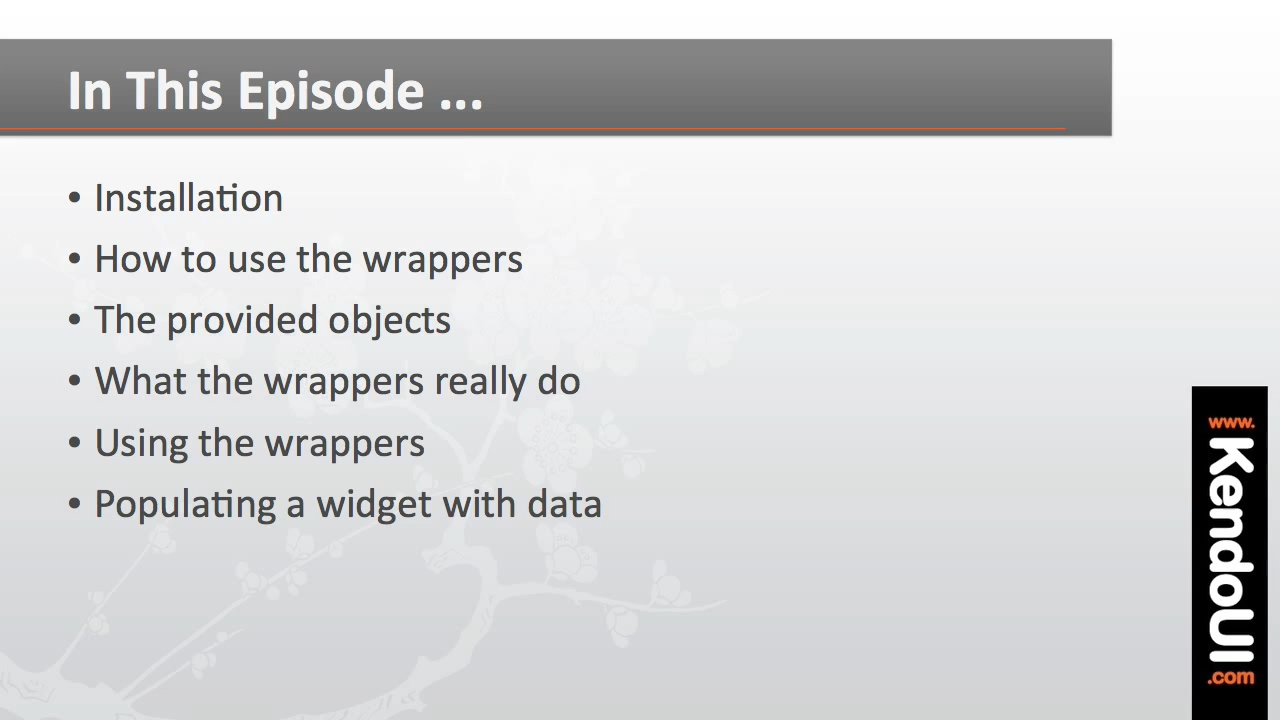 In This Episode ...
• Installation
• How to use the wrappers
• The provided objects
• What the wrappers really do
• Using the wrappers
• Populating a widget with data
www.
KendoUI
.com